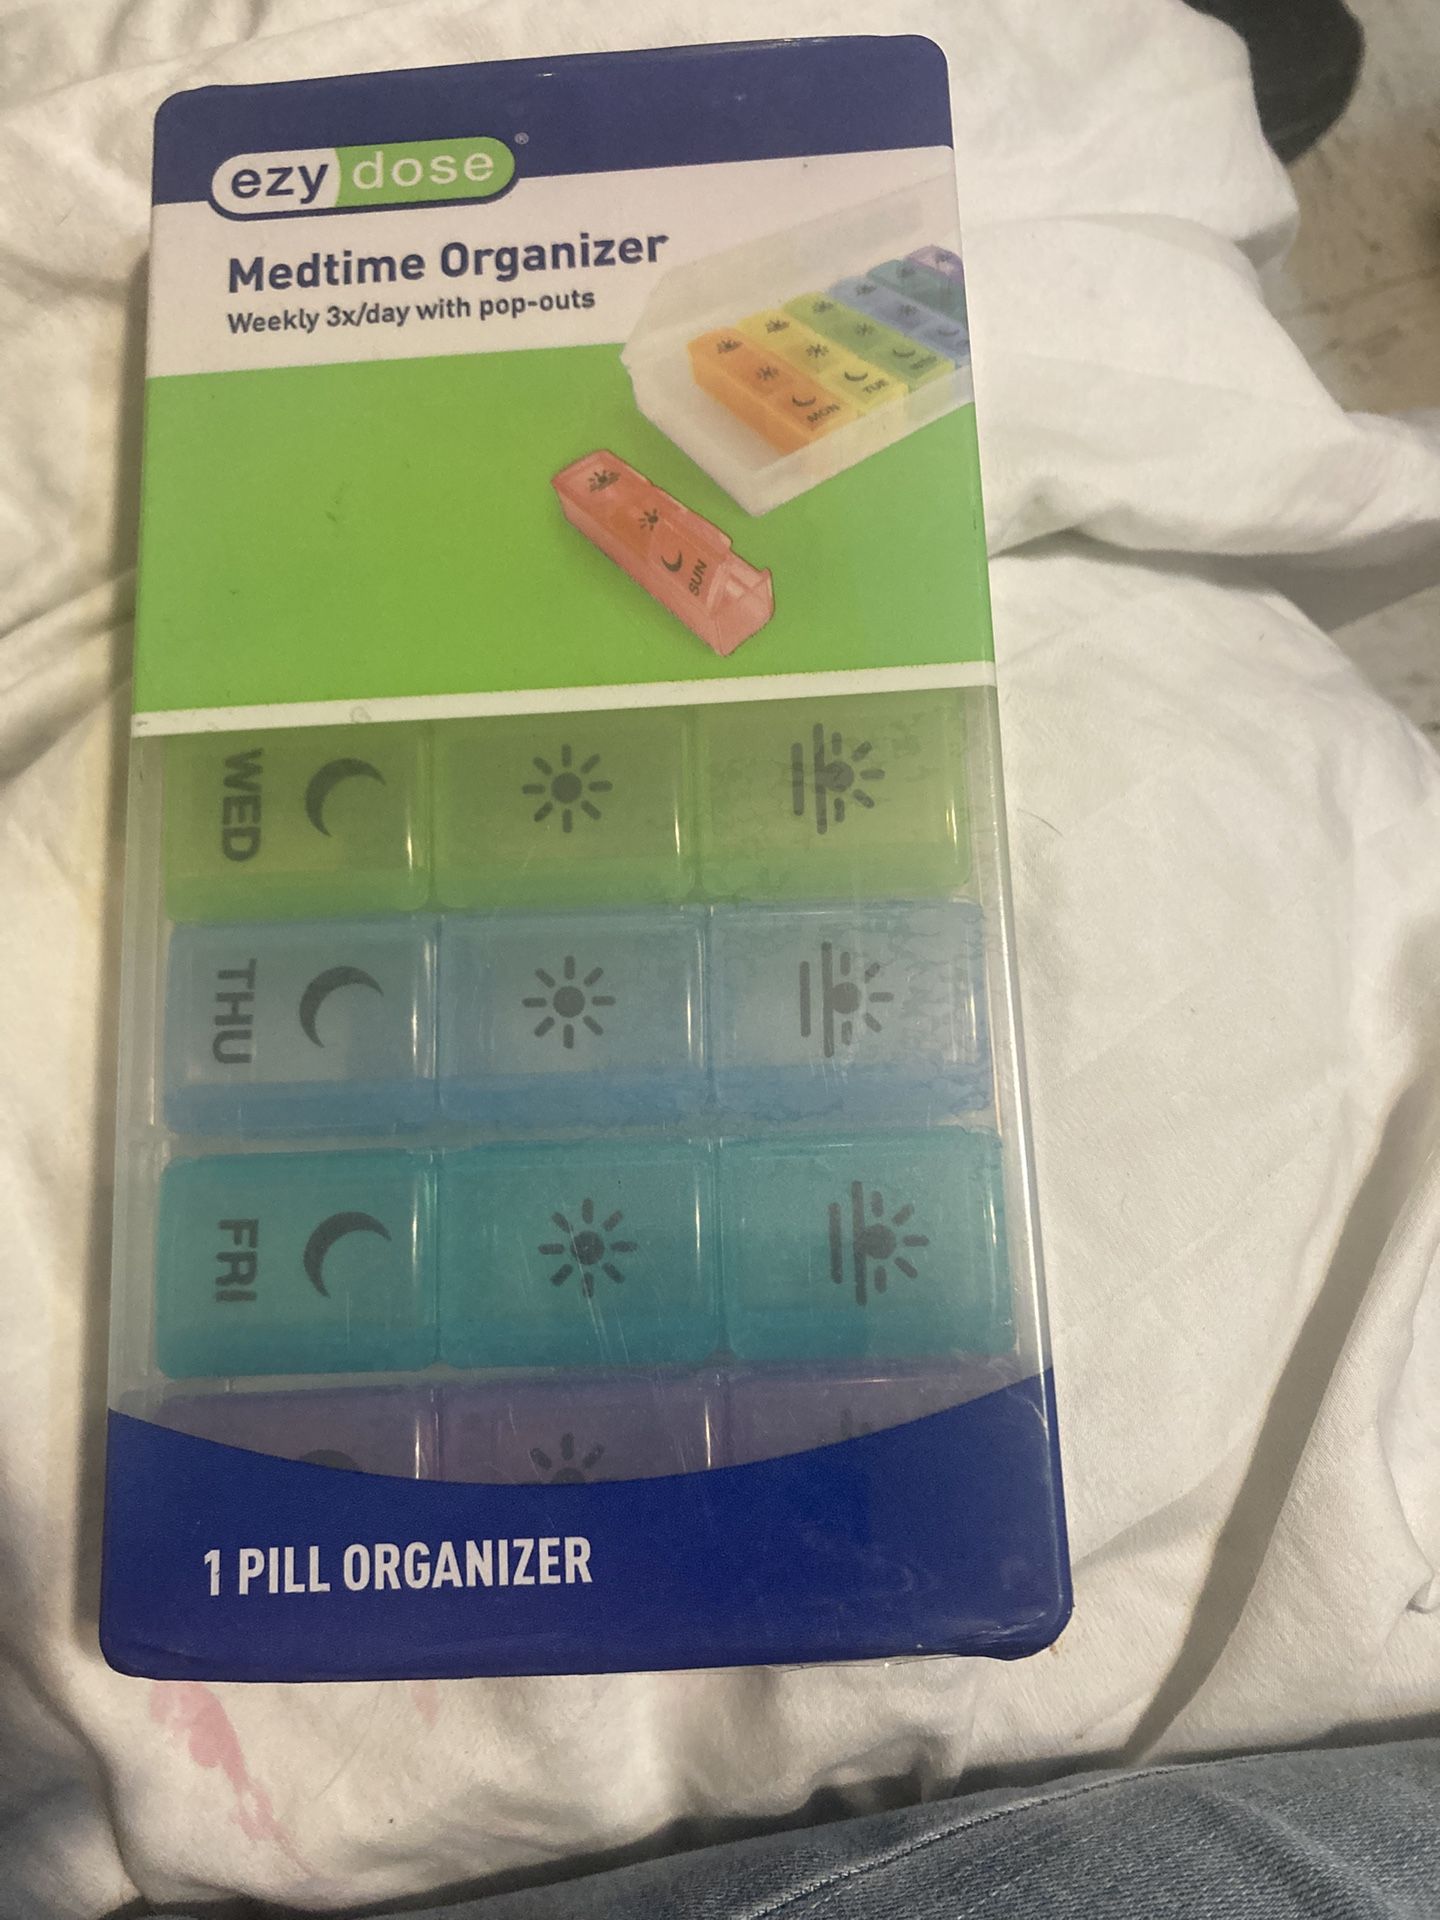 ezy dose®
Medtime Organizer
Weekly 3x/day with pop-outs
MON
TUE
WED
SUN
WED
THU
FRI
1 PILL ORGANIZER